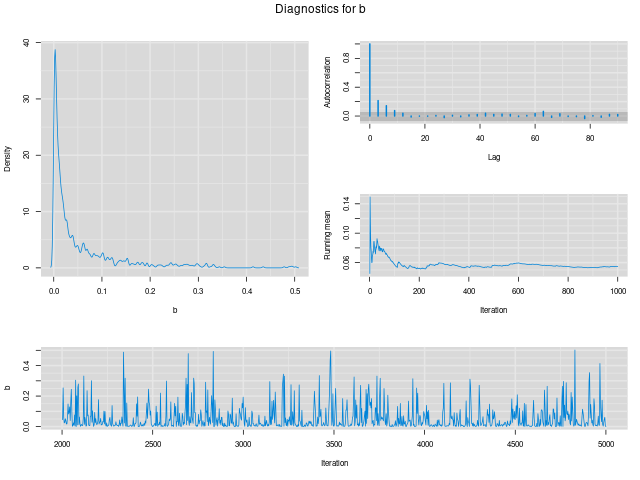 Diagnostics for b
Density
0 10 20 30 40
0.0 0.1 0.2 0.3 0.4 0.5
b
Autocorrelation
0.0 0.4 0.8
0 20 40 60 80
Lag
Running mean
0.06 0.10 0.14
0 200 400 600 800 1000
Iteration
b
0.0 0.2 0.4
2000 2500 3000 3500 4000 4500 5000
Iteration